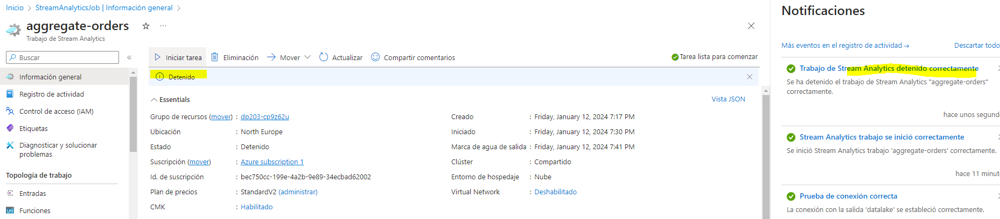 Inicio > StreamAnalyticsJob | Información general >
aggregate-orders
Trabajo de Stream Analytics
Buscar
Información general
Registro de actividad
Control de acceso (IAM)
Etiquetas
Diagnosticar y solucionar
problemas
Topología de trabajo
Entradas
Funciones
Iniciar tarea Eliminación Mover Actualizar Compartir comentarios Tarea lista para comenzar
Detenido
Essentials Vista JSON
Grupo de recursos (mover) : dp203-cp9z62u
Ubicación : North Europe
Estado : Detenido
Suscripción (mover) : Azure subscription 1
Id. de suscripción : bec750cc-199e-4a2b-9e89-34ecbad62002
Plan de precios : StandardV2 (administrar)
CMK : Habilitado
Creado : Friday, January 12, 2024 7:17 PM
Iniciado : Friday, January 12, 2024 7:30 PM
Marca de agua de salida : Friday, January 12, 2024 7:41 PM
Clúster : Compartido
Entorno de hospedaje : Nube
Virtual Network : Deshabilitado
Notificaciones
Más eventos en el registro de actividad → Descartar todo
Trabajo de Stream Analytics detenido correctamente
Se ha detenido el trabajo de Stream Analytics "aggregate-orders"
correctamente.
hace unos segund
Stream Analytics trabajo se inició correctamente
Se inició Stream Analytics trabajo 'aggregate-orders' correctamente.
hace 11 minut
Prueba de conexión correcta
La conexión con la salida 'datalake' se estableció correctamente.